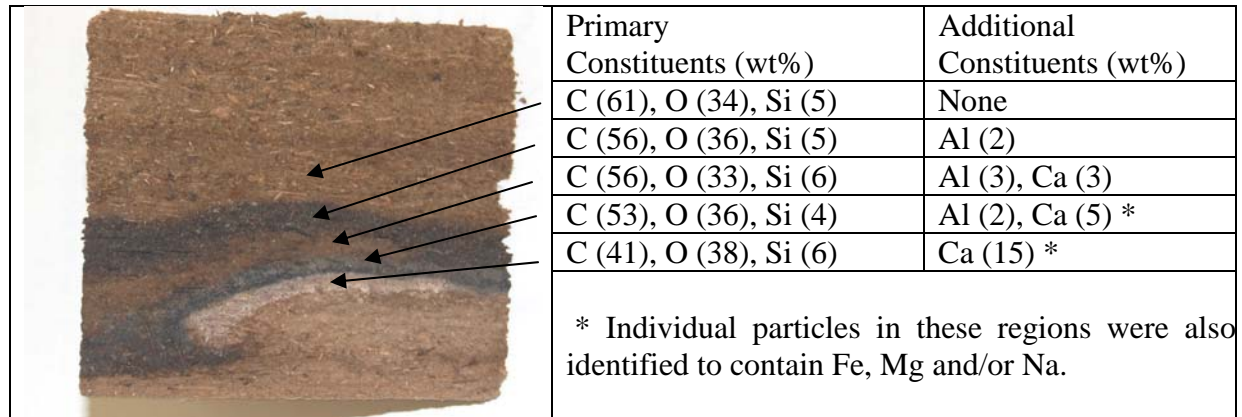 Primary
Constituents (wt%)
Additional
Constituents (wt%)
C (61), O (34), Si (5)
None
C (56), O (36), Si (5)
Al (2)
C (56), O (33), Si (6)
Al (3), Ca (3)
C (53), O (36), Si (4)
Al (2), Ca (5) *
C (41), O (38), Si (6)
Ca (15) *
* Individual particles in these regions were also
identified to contain Fe, Mg and/or Na.